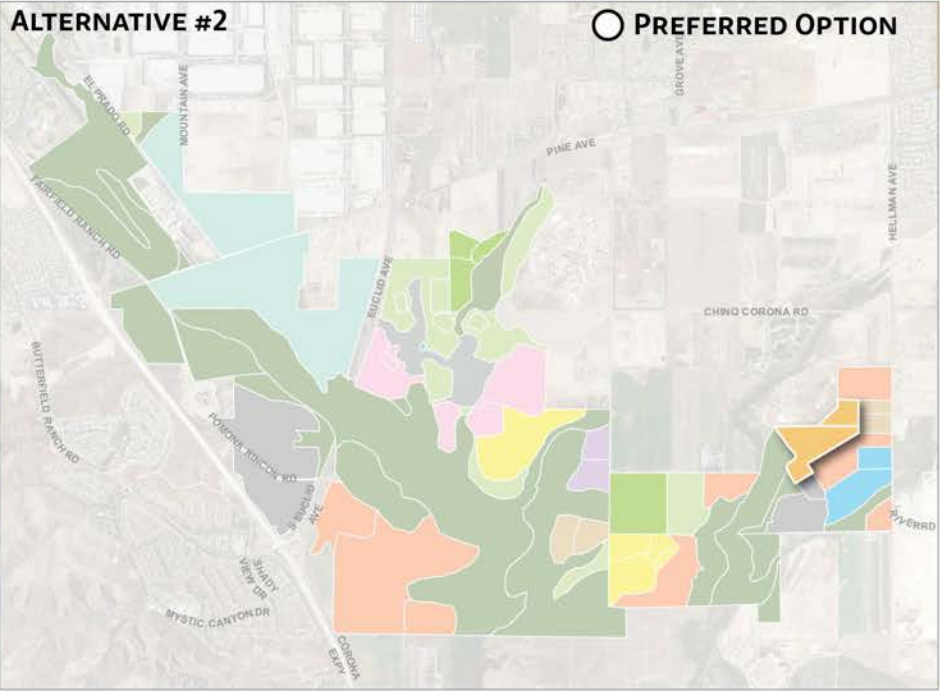 ALTERNATIVE #2
PREFERRED OPTION
EL PRADO RD
MOUNTAIN AVE
GROVE AVE
PINE AVE
HELLMAN AVE
FAIRFIELD RANCH RD
EUCLID AVE
CHINO CORONA RD
BUTTERFIELD RANCH RD
POMONA RINCON RD
S EUCLID
AVE
RIVER RD
SHADY
VIEW DR
MYSTIC CANYON DR
CORONA
EXPY